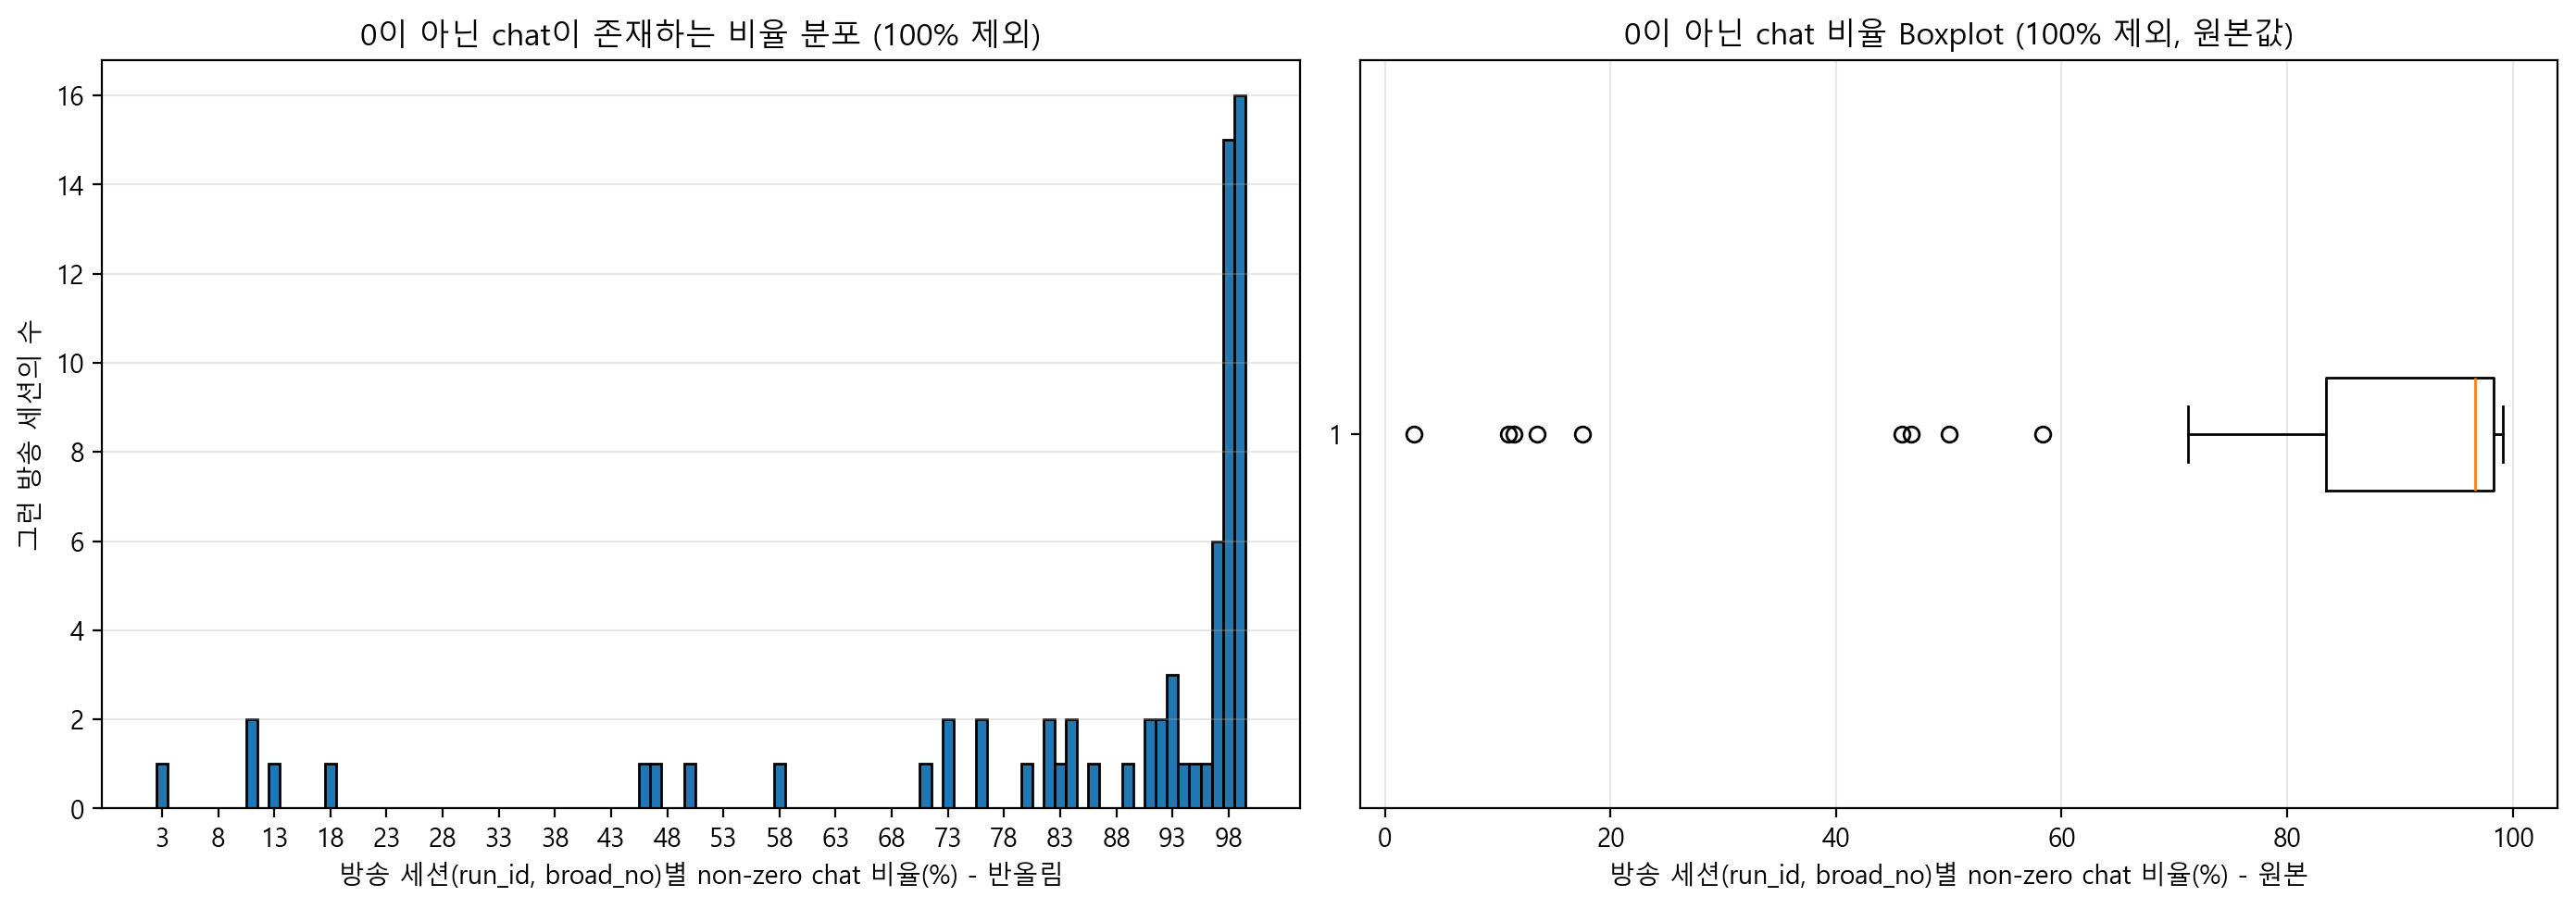 0이 아닌 chat이 존재하는 비율 분포 (100% 제외)
16
14
12
10
8
6
4
2
0
그런 방송 세션의 수
3 8 13 18 23 28 33 38 43 48 53 58 63 68 73 78 83 88 93 98
방송 세션(run_id, broad_no)별 non-zero chat 비율(%) - 반올림
0이 아닌 chat 비율 Boxplot (100% 제외, 원본값)
1
0 20 40 60 80 100
방송 세션(run_id, broad_no)별 non-zero chat 비율(%) - 원본